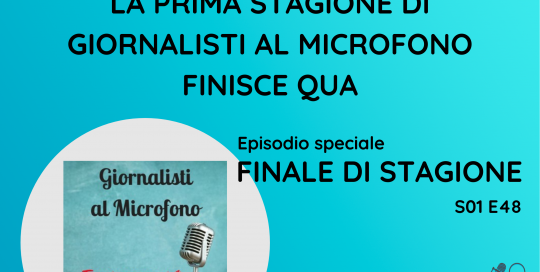 LA PRIMA STAGIONE DI
GIORNALISTI AL MICROFONO
FINISCE QUA
Episodio speciale
FINALE DI STAGIONE
S01 E48
Giornalisti
al Microfono